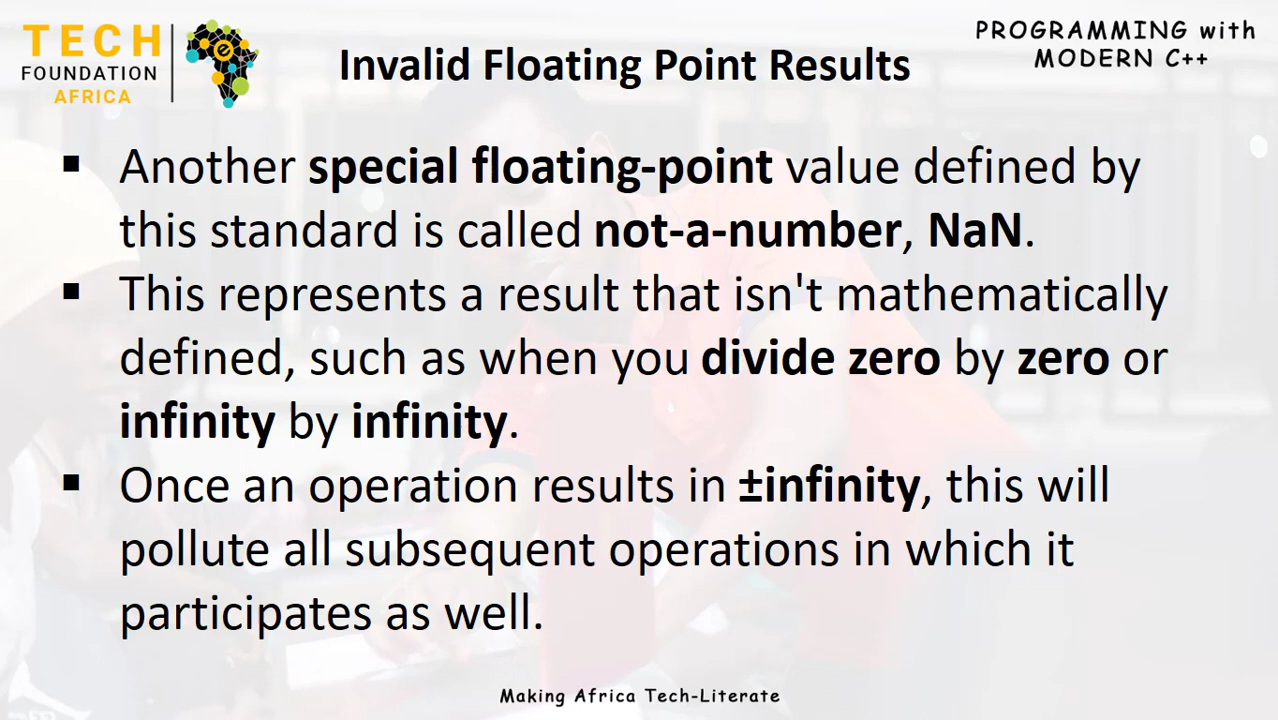 TECH
FOUNDATION
AFRICA
e
Invalid Floating Point Results
PROGRAMMING with
MODERN C++
▪ Another special floating-point value defined by
this standard is called not-a-number, NaN.
▪ This represents a result that isn't mathematically
defined, such as when you divide zero by zero or
infinity by infinity.
▪ Once an operation results in ±infinity, this will
pollute all subsequent operations in which it
participates as well.
Making Africa Tech-Literate